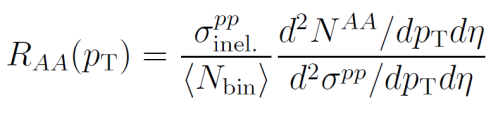 R_{AA}(p_T) = \frac{\sigma^{pp}_{inel.}}{\langle N_{bin} \rangle} \frac{d^2 N^{AA}/dp_T d\eta}{d^2 \sigma^{pp}/dp_T d\eta}